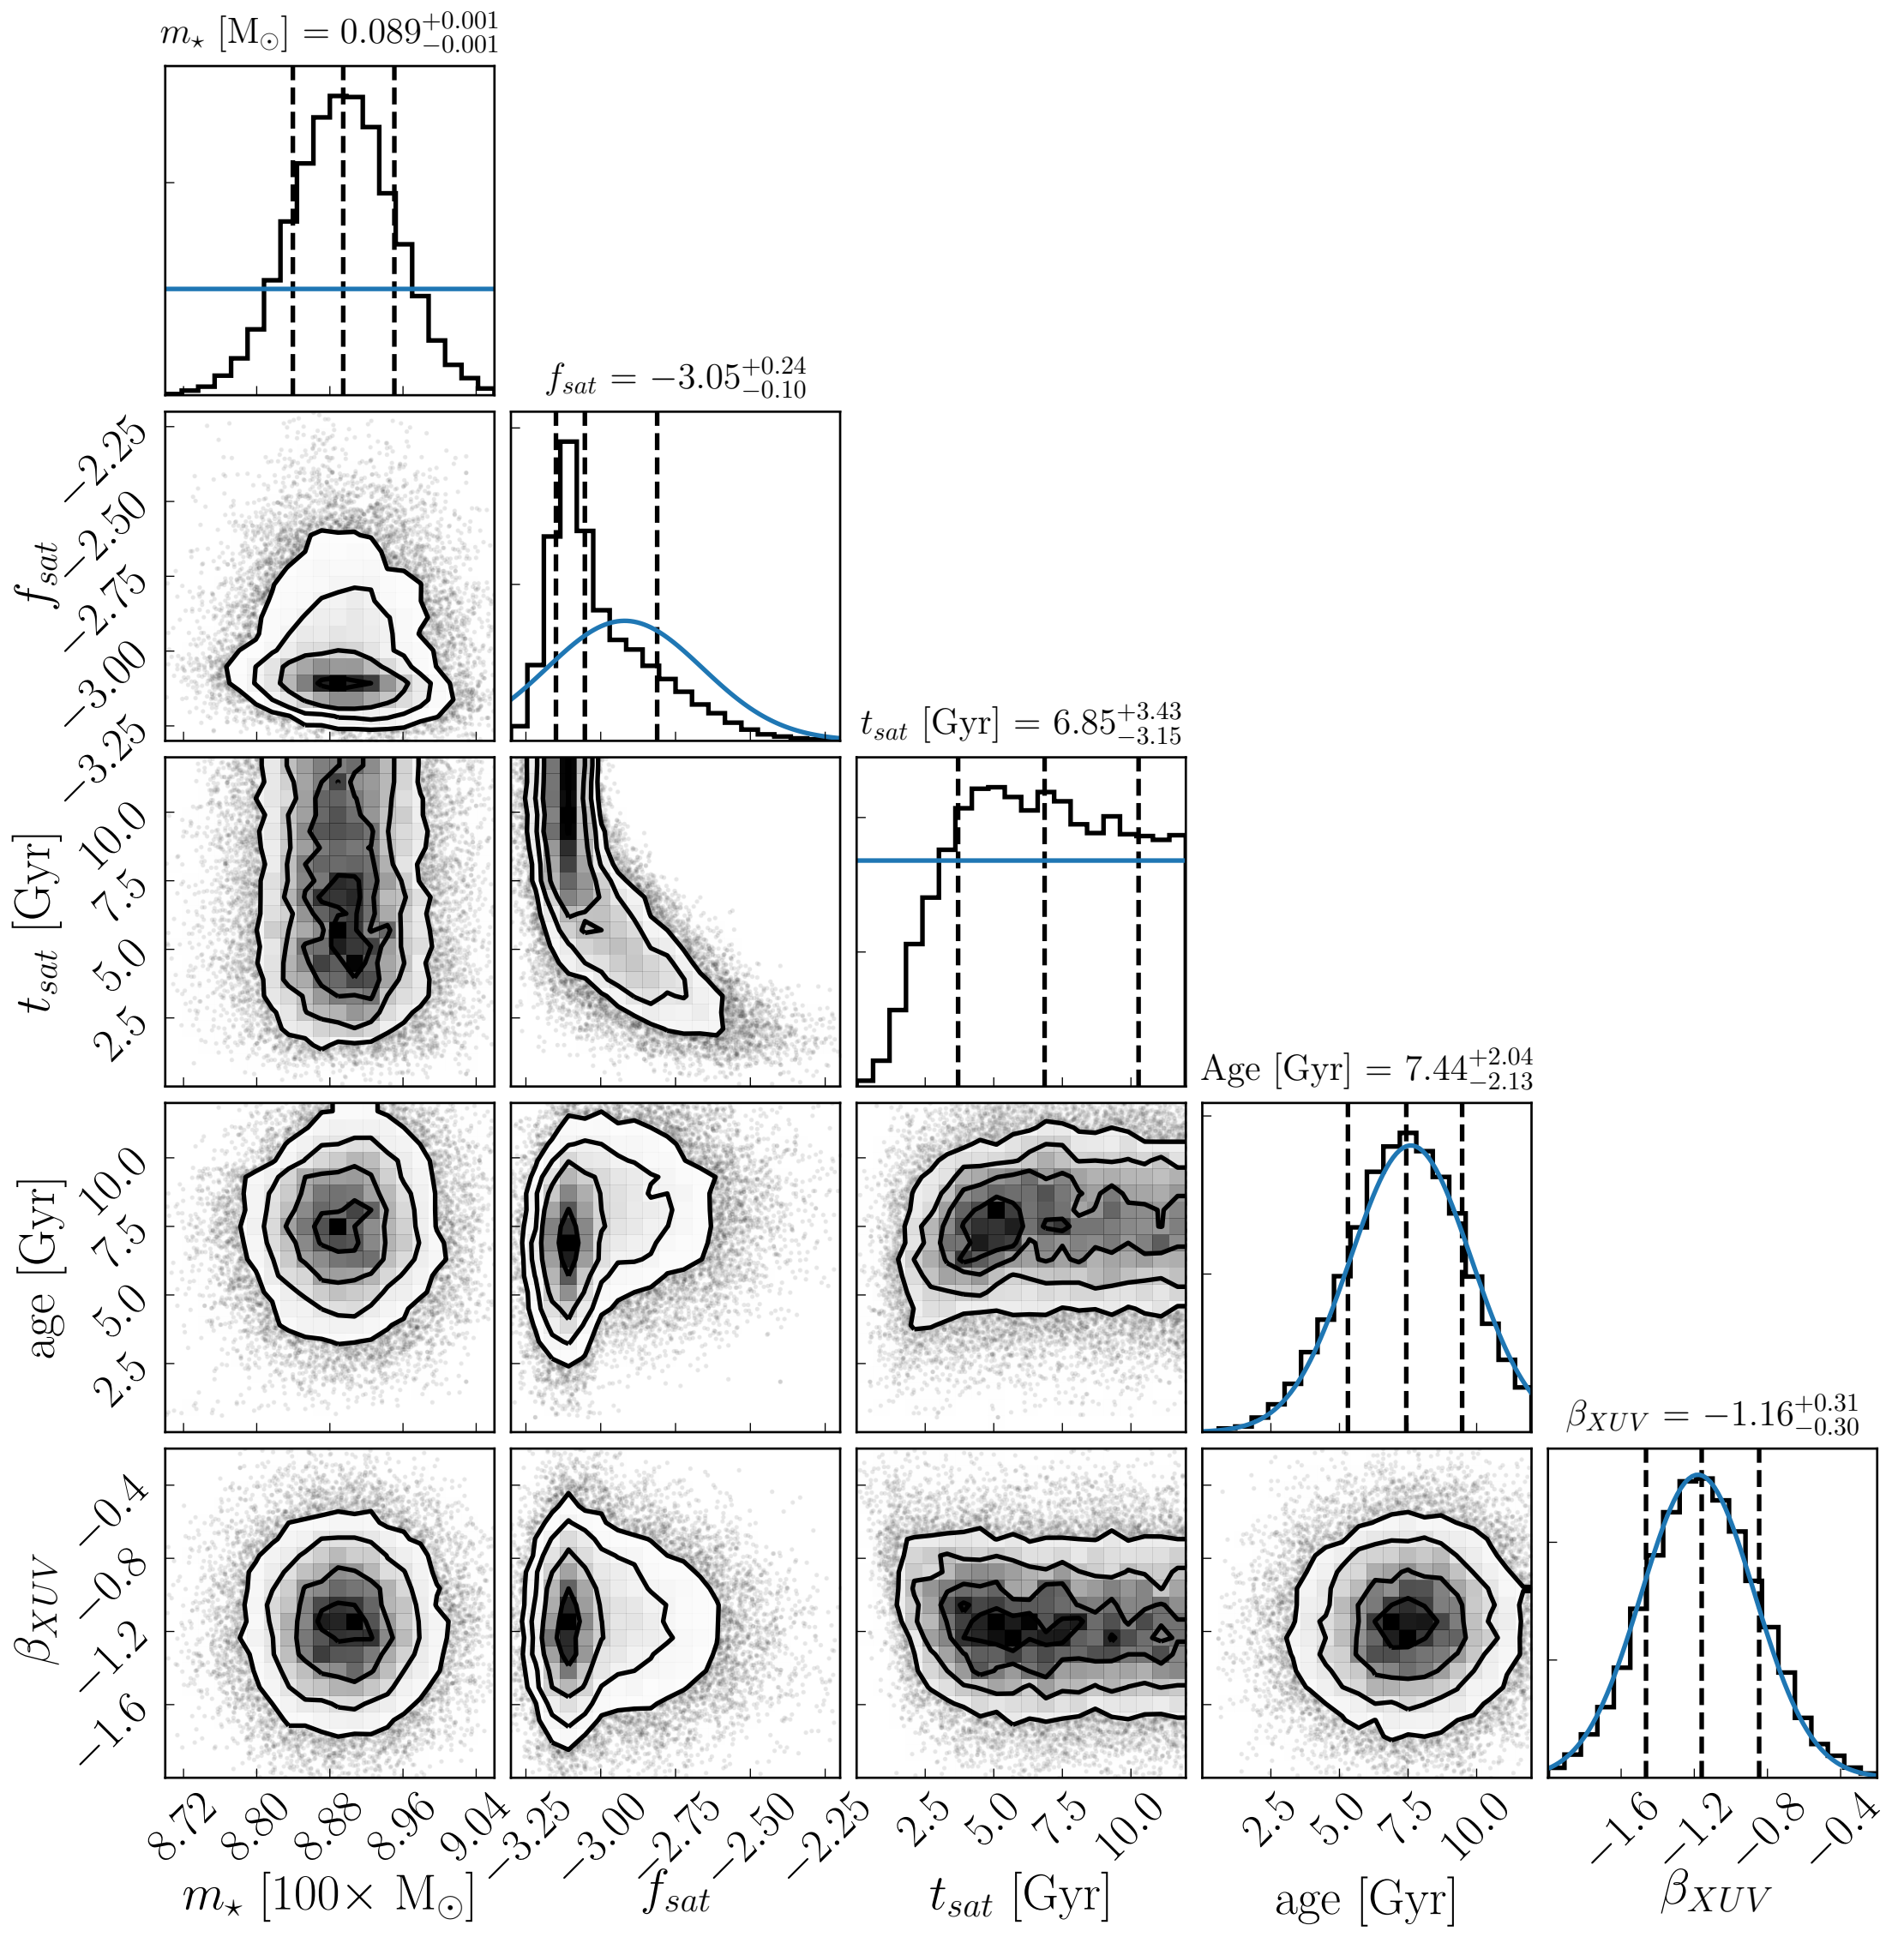 m⋆ [M⊙] = 0.089+0.001−0.001
fsat = −3.05+0.24−0.10
−2.25
−2.50
−2.75
−3.00
−3.25
fsat
tsat [Gyr] = 6.85+3.43−3.15
10.0
7.5
5.0
2.5
tsat [Gyr]
Age [Gyr] = 7.44+2.04−2.13
10.0
7.5
5.0
2.5
age [Gyr]
βXUV = −1.16+0.31−0.30
−0.4
−0.8
−1.2
−1.6
βXUV
8.72 8.80 8.88 8.96 9.04 −3.25 −3.00 −2.75 −2.50 −2.25 2.5 5.0 7.5 10.0 2.5 5.0 7.5 10.0 −1.6 −1.2 −0.8 −0.4
m⋆ [100× M⊙] fsat tsat [Gyr] age [Gyr] βXUV